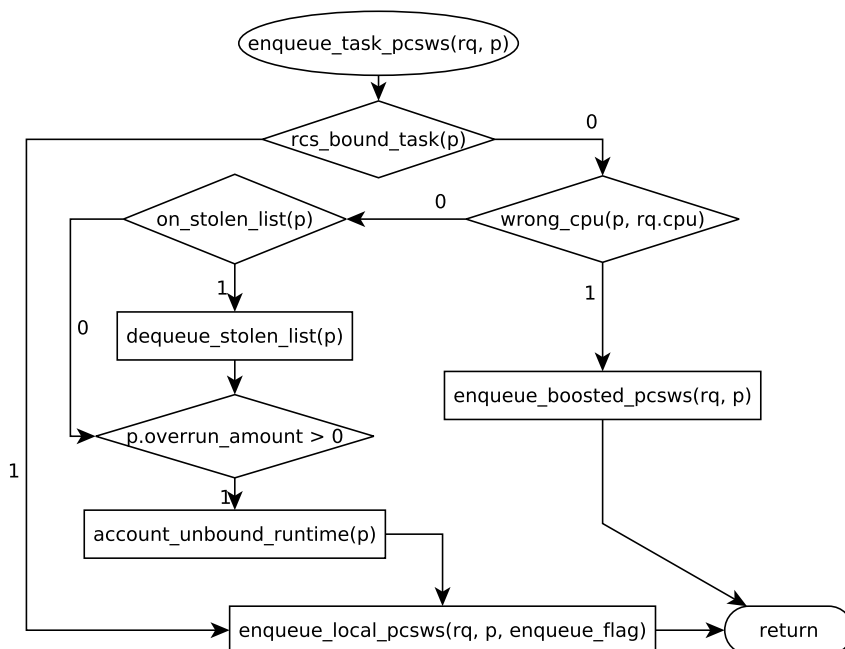 enqueue_task_pcsws(rq, p)
0
rcs_bound_task(p)
0
on_stolen_list(p)
wrong_cpu(p, rq.cpu)
1
1
0
dequeue_stolen_list(p)
enqueue_boosted_pcsws(rq, p)
p.overrun_amount > 0
1
1
account_unbound_runtime(p)
enqueue_local_pcsws(rq, p, enqueue_flag)
return